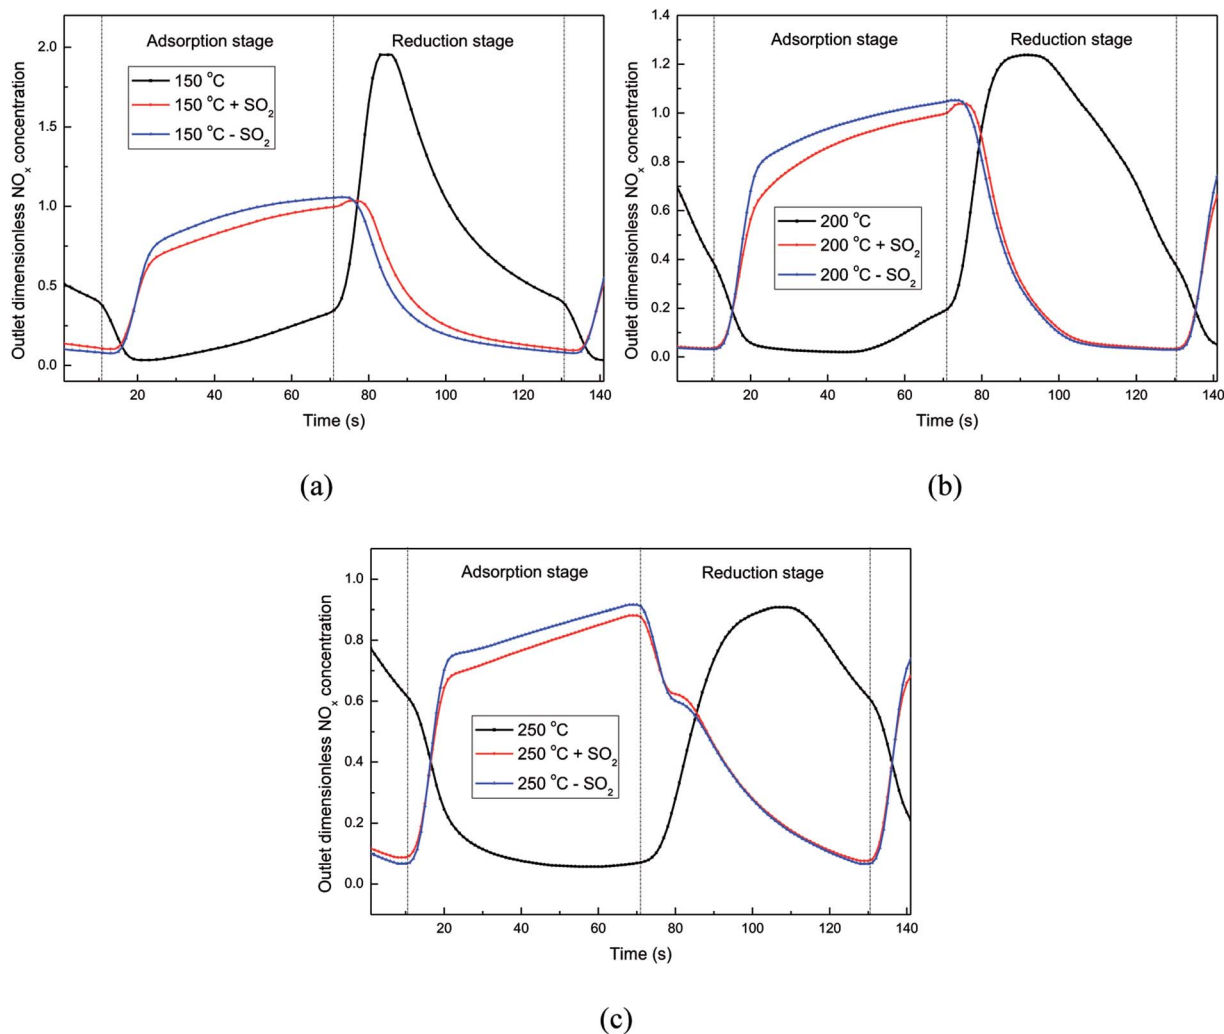 Adsorption stage
Reduction stage
150 °C
150 °C + SO₂
150 °C - SO₂
Outlet dimensionless NOₓ concentration
2.0
1.5
1.0
0.5
0.0
20 40 60 80 100 120 140
Time (s)
(a)
Adsorption stage
Reduction stage
200 °C
200 °C + SO₂
200 °C - SO₂
Outlet dimensionless NOₓ concentration
1.4
1.2
1.0
0.8
0.6
0.4
0.2
0.0
20 40 60 80 100 120 140
Time (s)
(b)
Adsorption stage
Reduction stage
250 °C
250 °C + SO₂
250 °C - SO₂
Outlet dimensionless NOₓ concentration
1.0
0.8
0.6
0.4
0.2
0.0
20 40 60 80 100 120 140
Time (s)
(c)